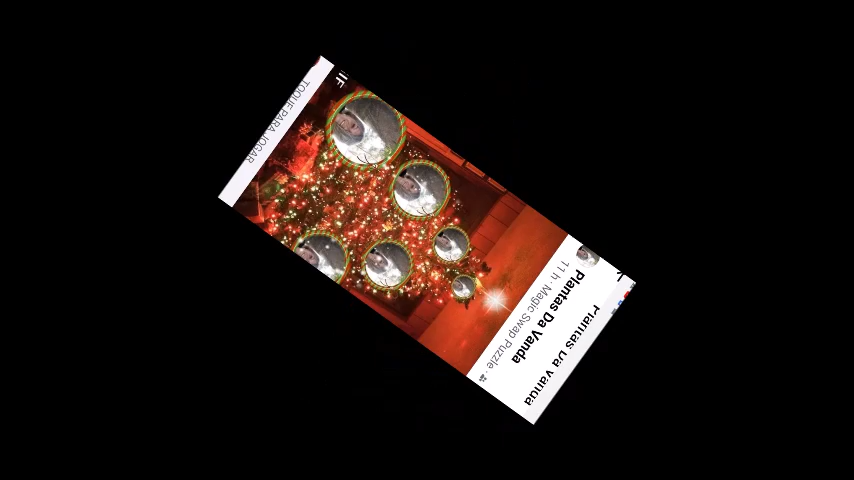 Plantas Da Vanda
Plantas Da Vanda
11 h · Magic Swap Puzzle ·
TOQUE PARA JOGAR